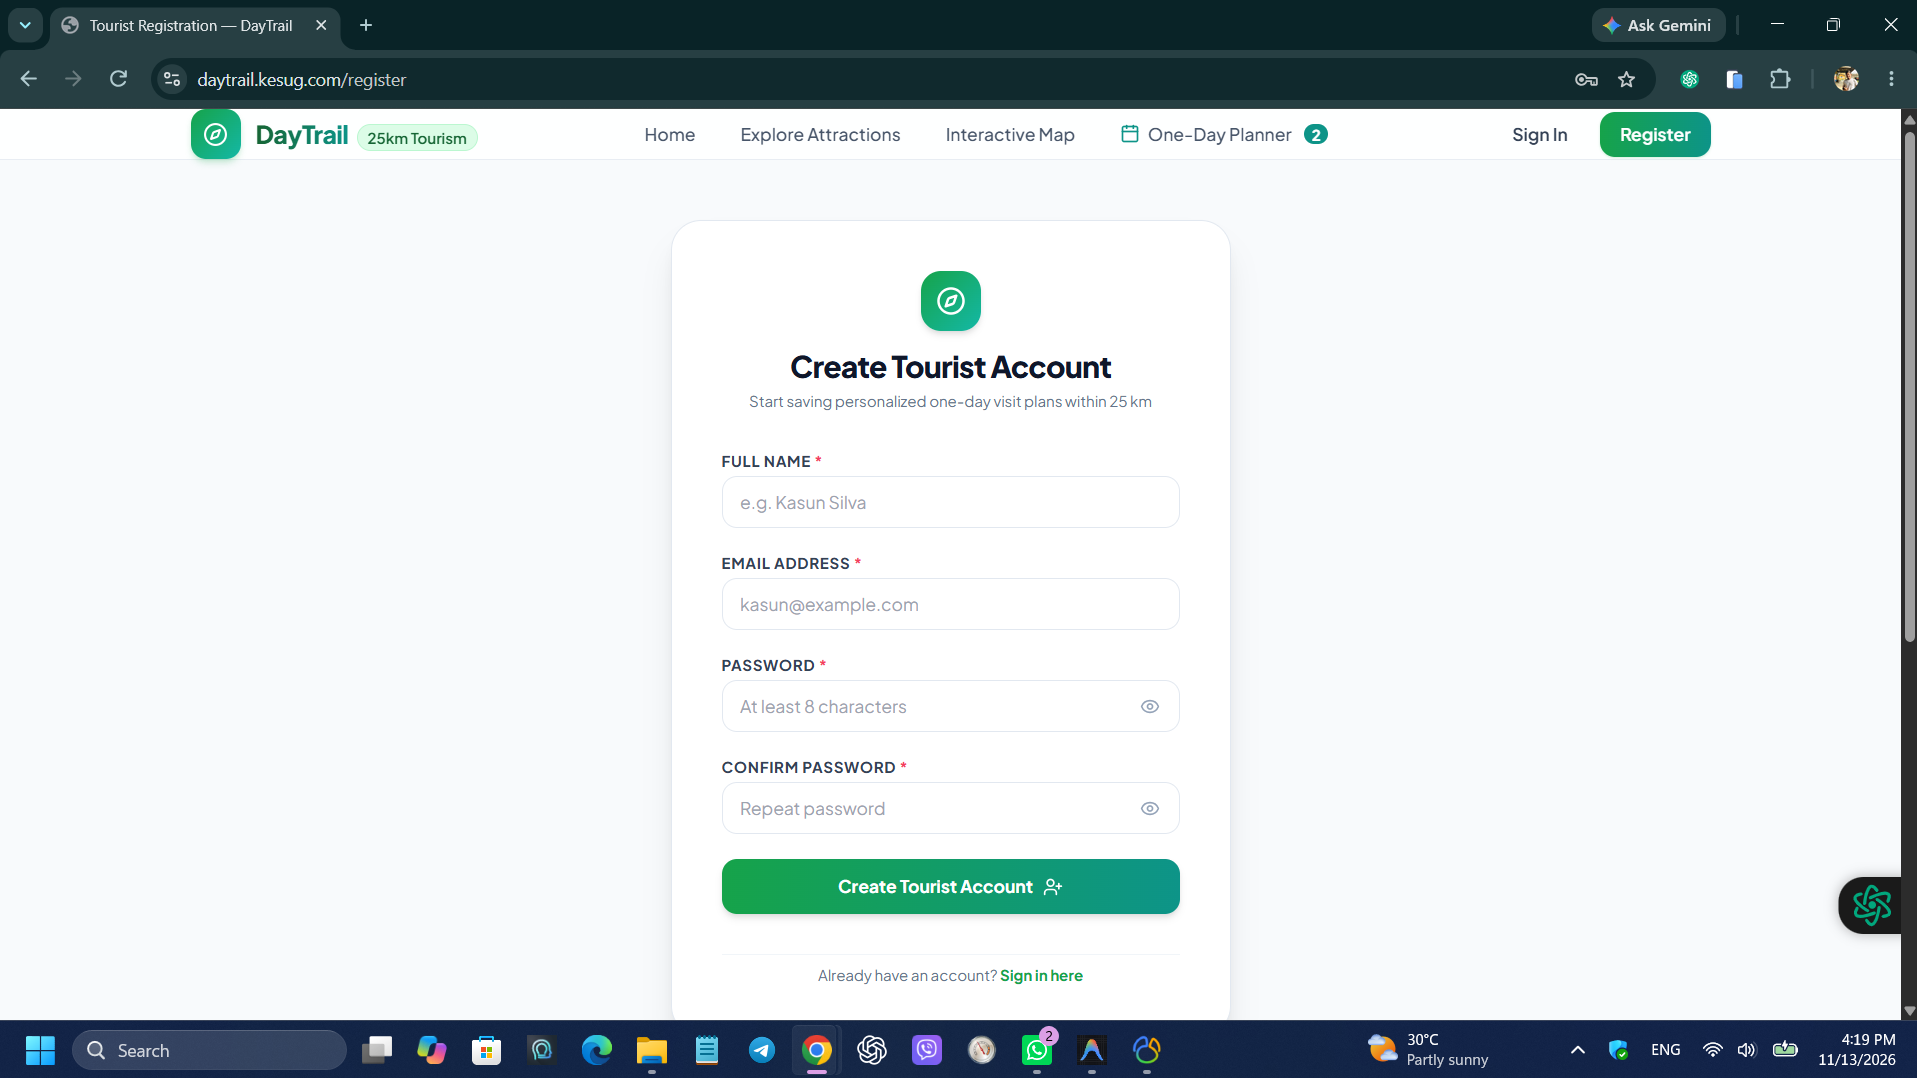 Tourist Registration — DayTrail
Ask Gemini
daytrail.kesug.com/register
DayTrail 25km Tourism Home Explore Attractions Interactive Map One-Day Planner 2 Sign In Register
Create Tourist Account
Start saving personalized one-day visit plans within 25 km
FULL NAME *
e.g. Kasun Silva
EMAIL ADDRESS *
kasun@example.com
PASSWORD *
At least 8 characters
CONFIRM PASSWORD *
Repeat password
Create Tourist Account
Already have an account? Sign in here
Search
2
30°C
Partly sunny
ENG
4:19 PM
11/13/2026